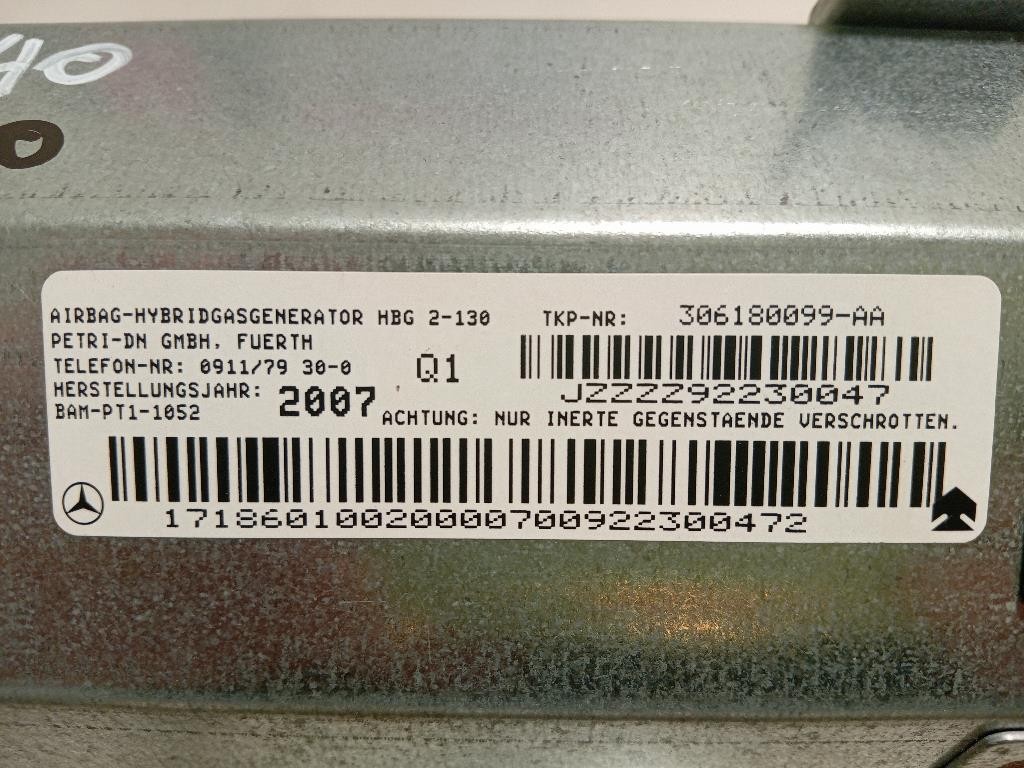 AIRBAG-HYBRIDGASGENERATOR HBG 2-130
TKP-NR: 306180099-AA
PETRI-DN GMBH, FUERTH
TELEFON-NR: 0911/79 30-0
Q1
JZZZZ92230047
HERSTELLUNGSJAHR: 2007
BAM-PT1-1052
ACHTUNG: NUR INERTE GEGENSTAENDE VERSCHROTTEN.
17186010020000700922300472